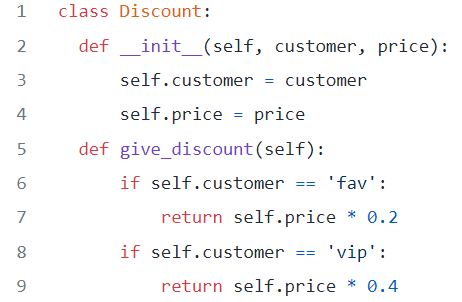 1 class Discount:
2   def __init__(self, customer, price):
3       self.customer = customer
4       self.price = price
5   def give_discount(self):
6       if self.customer == 'fav':
7           return self.price * 0.2
8       if self.customer == 'vip':
9           return self.price * 0.4